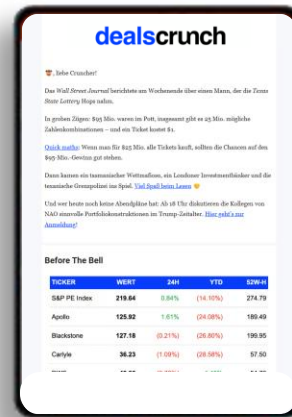 dealscrunch
, liebe Cruncher!
Das Wall Street Journal berichtete am Wochenende über einen Mann, der die Texas
State Lottery Hops nahm.
In groben Zügen: $95 Mio. waren im Pott, insgesamt gibt es 25 Mio. mögliche
Zahlenkombinationen – und ein Ticket kostet $1.
Quick maths: Wenn man für $25 Mio. alle Tickets kauft, sollten die Chancen auf den
$95-Mio.-Gewinn gut stehen.
Dann kamen ein tasmanischer Wettmafioso, ein Londoner Investmentbanker und die
texanische Grenzpolizei ins Spiel. Viel Spaß beim Lesen
Und wer heute noch keine Abendpläne hat: Ab 18 Uhr diskutieren die Kollegen von
NAO sinnvolle Portfoliokonstruktionen im Trump-Zeitalter. Hier geht's zur
Anmeldung!
Before The Bell
TICKER WERT 24H YTD 52W-H
S&P PE Index 219.64 0.84% (14.10%) 274.79
Apollo 125.92 1.61% (24.08%) 189.49
Blackstone 127.18 (0.21%) (26.80%) 199.95
Carlyle 36.23 (1.09%) (28.58%) 57.50